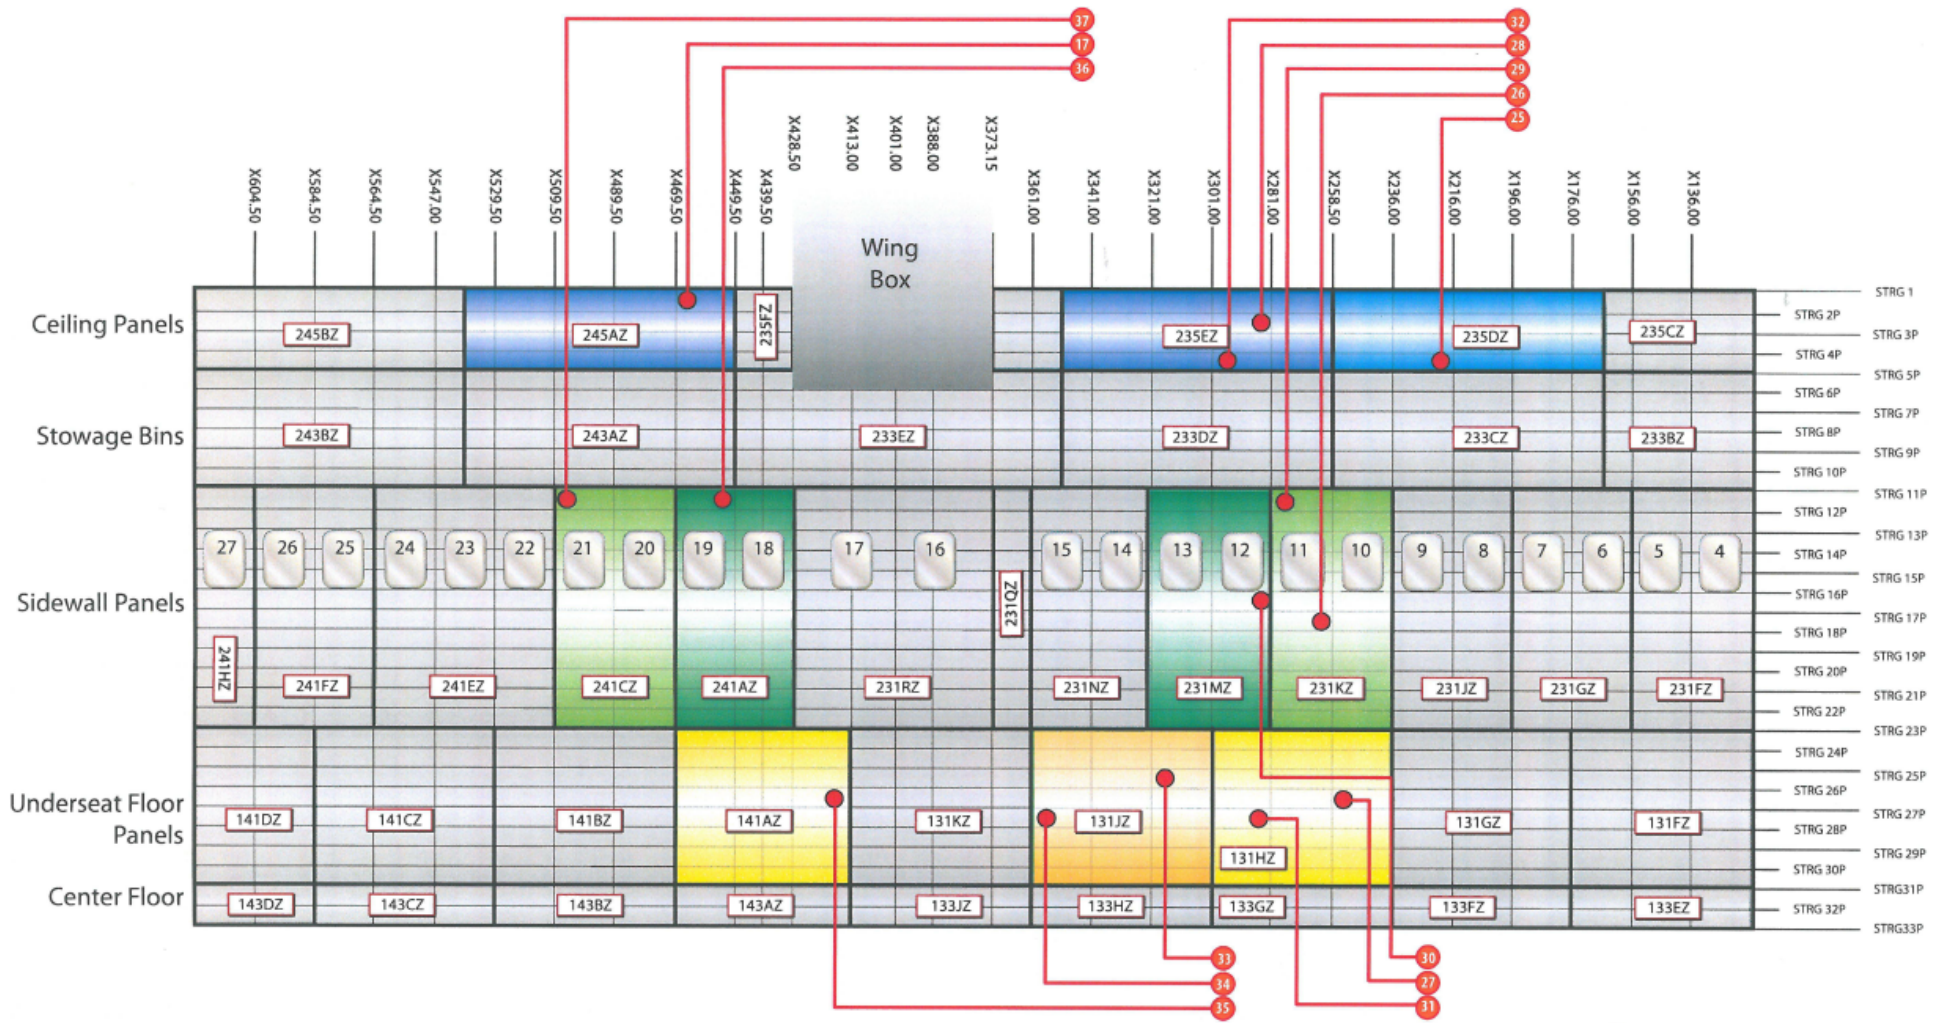 37
17
36
32
28
29
26
25
X604.50
X584.50
X564.50
X547.00
X529.50
X509.50
X489.50
X469.50
X449.50
X439.50
X428.50
X413.00
X401.00
X388.00
X373.15
X361.00
X341.00
X321.00
X301.00
X281.00
X258.50
X236.00
X216.00
X196.00
X176.00
X156.00
X136.00
Wing
Box
Ceiling Panels
245BZ
245AZ
235FZ
235EZ
235DZ
235CZ
Stowage Bins
243BZ
243AZ
233EZ
233DZ
233CZ
233BZ
Sidewall Panels
27
26
25
24
23
22
21
20
19
18
17
16
15
14
13
12
11
10
9
8
7
6
5
4
241HZ
241FZ
241EZ
241CZ
241AZ
231RZ
231QZ
231NZ
231MZ
231KZ
231JZ
231GZ
231FZ
Underseat Floor
Panels
141DZ
141CZ
141BZ
141AZ
131KZ
131JZ
131HZ
131GZ
131FZ
Center Floor
143DZ
143CZ
143BZ
143AZ
133JZ
133HZ
133GZ
133FZ
133EZ
STRG 1
STRG 2P
STRG 3P
STRG 4P
STRG 5P
STRG 6P
STRG 7P
STRG 8P
STRG 9P
STRG 10P
STRG 11P
STRG 12P
STRG 13P
STRG 14P
STRG 15P
STRG 16P
STRG 17P
STRG 18P
STRG 19P
STRG 20P
STRG 21P
STRG 22P
STRG 23P
STRG 24P
STRG 25P
STRG 26P
STRG 27P
STRG 28P
STRG 29P
STRG 30P
STRG31P
STRG 32P
STRG33P
33
34
35
30
27
31